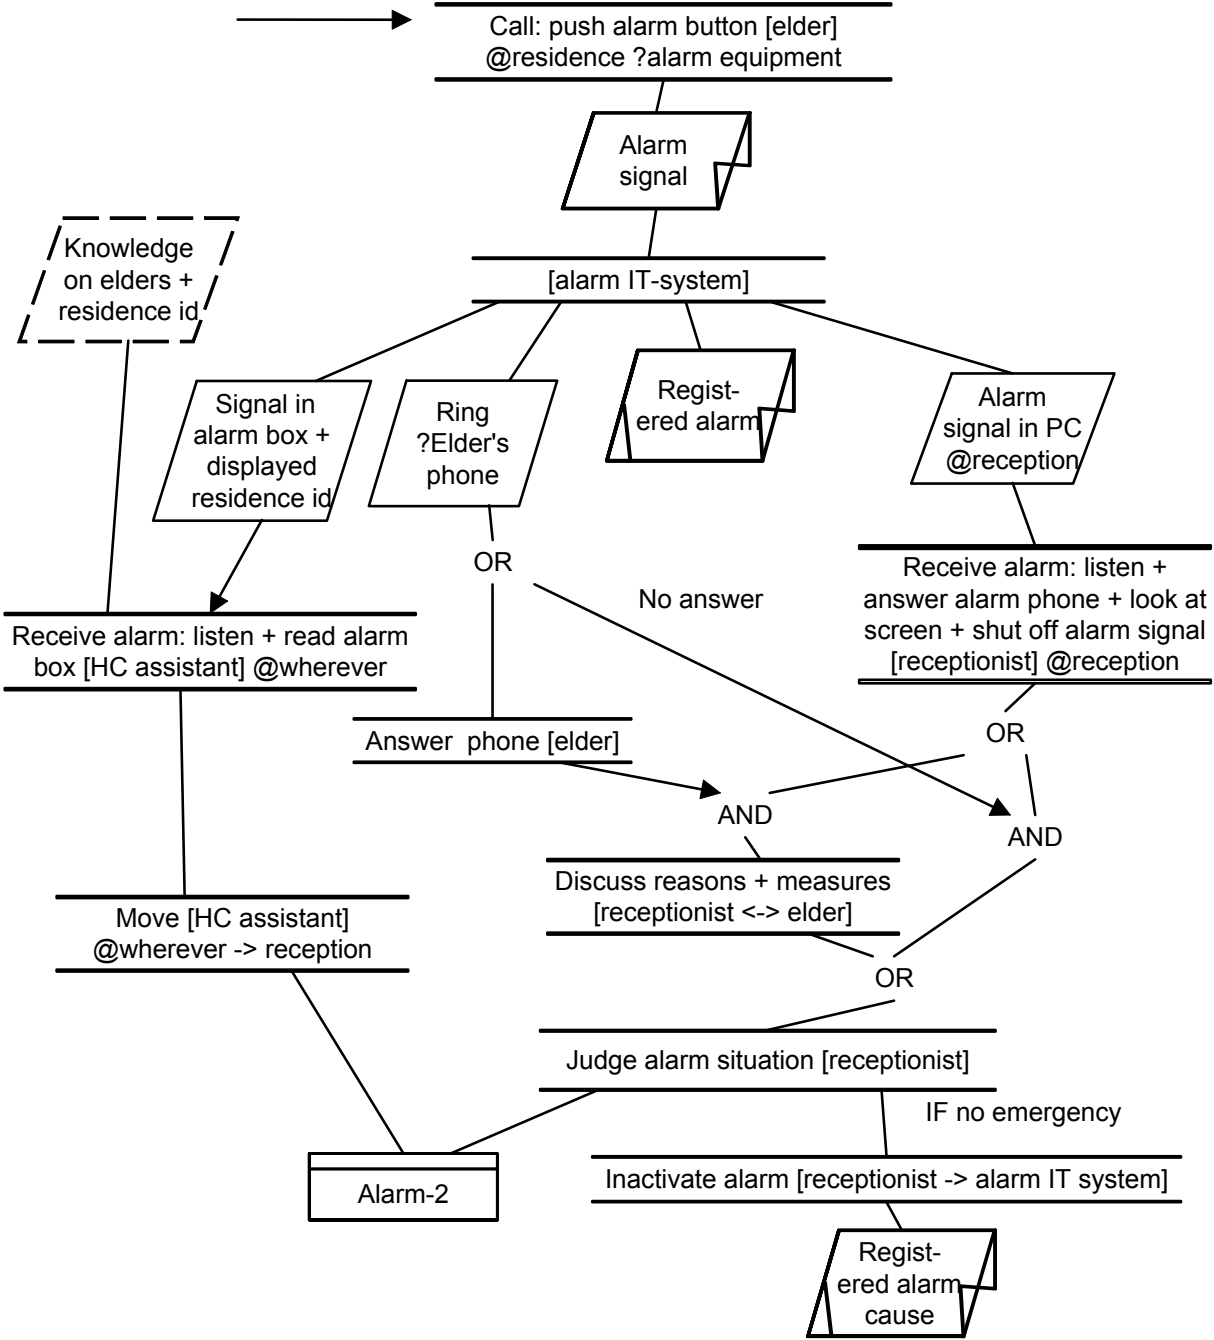 Call: push alarm button [elder]
@residence ?alarm equipment
Alarm
signal
Knowledge
on elders +
residence id
[alarm IT-system]
Signal in
alarm box +
displayed
residence id
Ring
?Elder's
phone
Regist-
ered alarm
Alarm
signal in PC
@reception
OR
No answer
Receive alarm: listen +
answer alarm phone + look at
screen + shut off alarm signal
[receptionist] @reception
Receive alarm: listen + read alarm
box [HC assistant] @wherever
OR
Answer  phone [elder]
AND
AND
Discuss reasons + measures
[receptionist <-> elder]
Move [HC assistant]
@wherever -> reception
OR
Judge alarm situation [receptionist]
IF no emergency
Alarm-2
Inactivate alarm [receptionist -> alarm IT system]
Regist-
ered alarm
cause